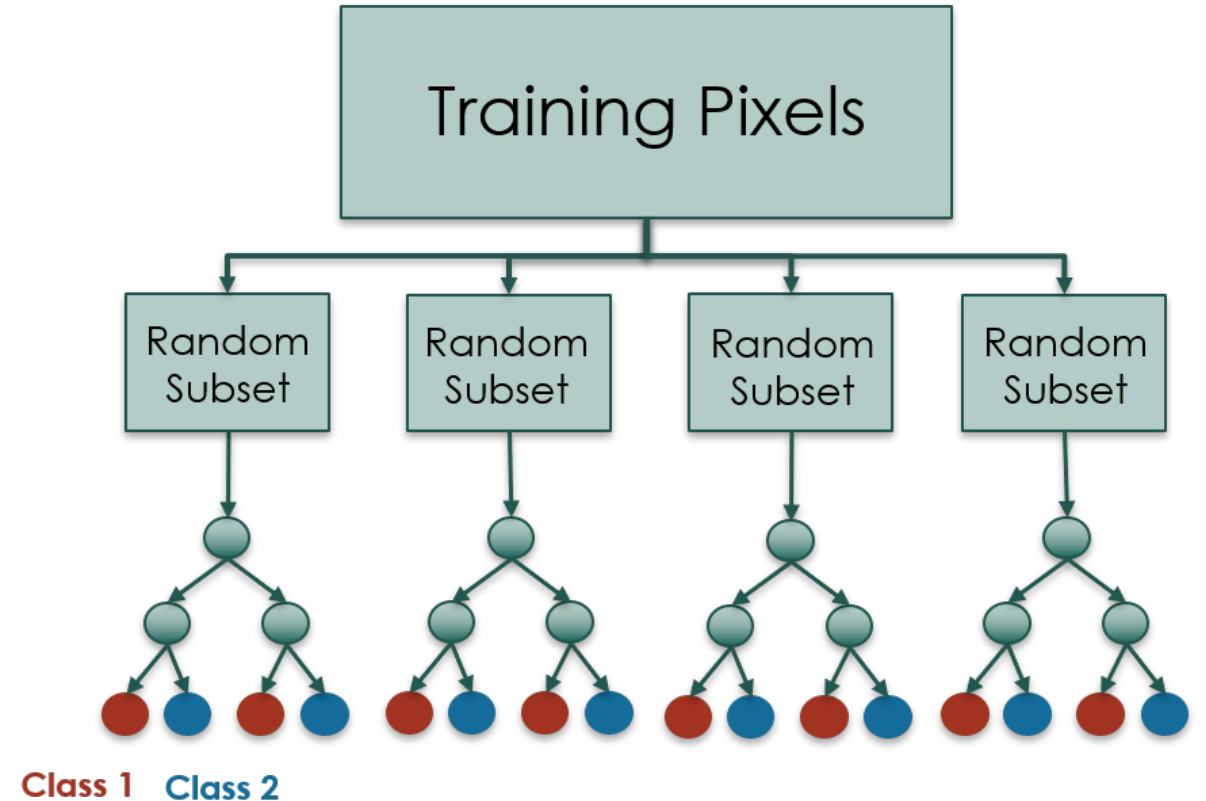 Training Pixels
Random
Subset
Random
Subset
Random
Subset
Random
Subset
Class 1
Class 2